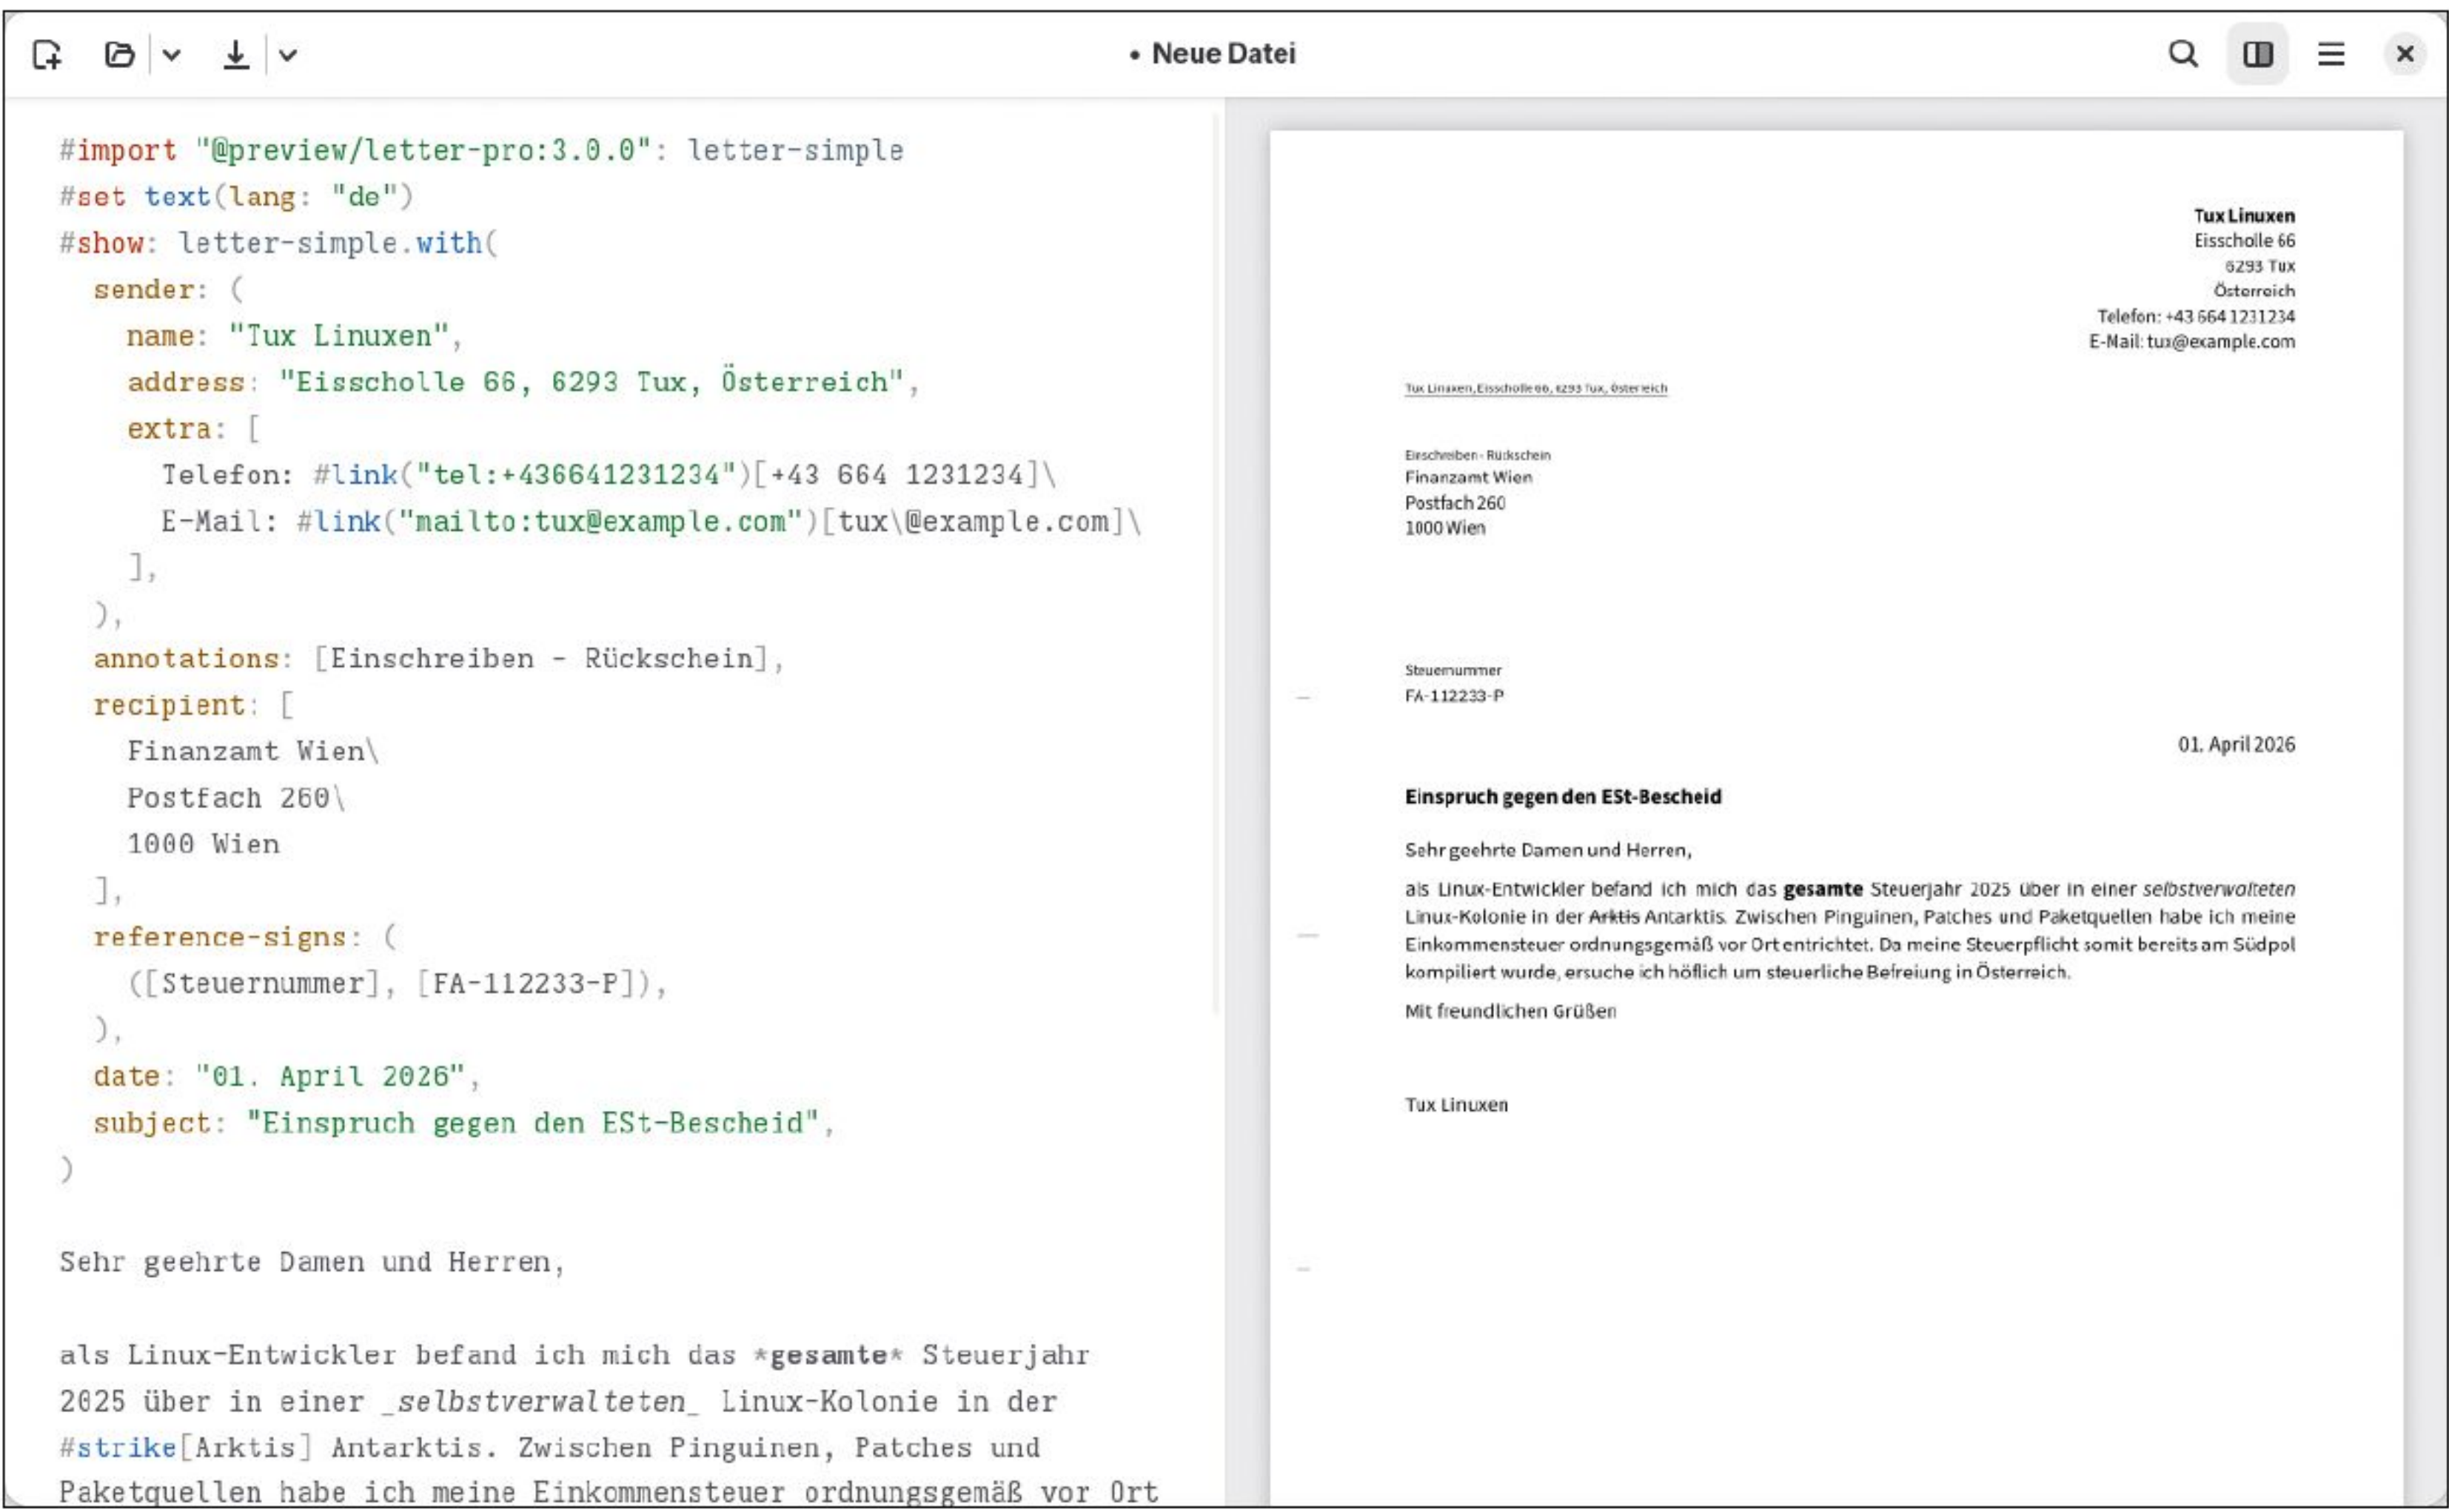 • Neue Datei
#import "@preview/letter-pro:3.0.0": letter-simple
#set text(lang: "de")
#show: letter-simple.with(
sender: (
name: "Tux Linuxen",
address: "Eisscholle 66, 6293 Tux, Österreich",
extra: [
Telefon: #link("tel:+436641231234")[+43 664 1231234]\
E-Mail: #link("mailto:tux@example.com")[tux\@example.com]\
],
),
annotations: [Einschreiben - Rückschein],
recipient: [
Finanzamt Wien\
Postfach 260\
1000 Wien
],
reference-signs: (
([Steuernummer], [FA-112233-P]),
),
date: "01. April 2026",
subject: "Einspruch gegen den ESt-Bescheid",
)
Sehr geehrte Damen und Herren,
als Linux-Entwickler befand ich mich das *gesamte* Steuerjahr
2025 über in einer _selbstverwalteten_ Linux-Kolonie in der
#strike[Arktis] Antarktis. Zwischen Pinguinen, Patches und
Paketquellen habe ich meine Einkommensteuer ordnungsgemäß vor Ort
Tux Linuxen
Eisscholle 66
6293 Tux
Österreich
Telefon: +43 664 1231234
E-Mail: tux@example.com
Tux Linuxen, Eisscholle 66, 6293 Tux, Österreich
Einschreiben - Rückschein
Finanzamt Wien
Postfach 260
1000 Wien
Steuernummer
FA-112233-P
01. April 2026
Einspruch gegen den ESt-Bescheid
Sehr geehrte Damen und Herren,
als Linux-Entwickler befand ich mich das gesamte Steuerjahr 2025 über in einer selbstverwalteten
Linux-Kolonie in der Arktis Antarktis. Zwischen Pinguinen, Patches und Paketquellen habe ich meine
Einkommensteuer ordnungsgemäß vor Ort entrichtet. Da meine Steuerpflicht somit bereits am Südpol
kompiliert wurde, ersuche ich höflich um steuerliche Befreiung in Österreich.
Mit freundlichen Grüßen
Tux Linuxen